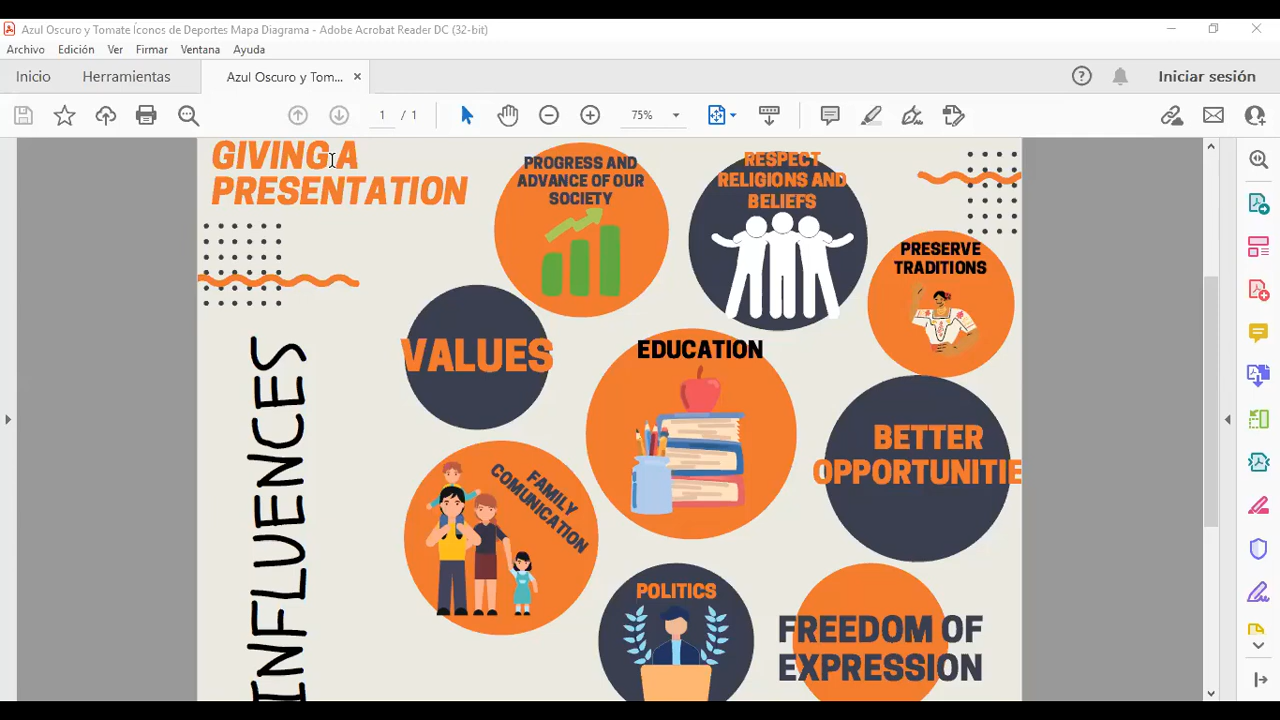 Azul Oscuro y Tomate Íconos de Deportes Mapa Diagrama - Adobe Acrobat Reader DC (32-bit)
Archivo Edición Ver Firmar Ventana Ayuda
Inicio Herramientas Azul Oscuro y Tom... × Iniciar sesión
1 / 1 75%
GIVING A
PRESENTATION
PROGRESS AND
ADVANCE OF OUR
SOCIETY
RESPECT
RELIGIONS AND
BELIEFS
PRESERVE
TRADITIONS
VALUES
EDUCATION
BETTER
OPPORTUNITIE
INFLUENCES
FAMILY
COMUNICATION
POLITICS
FREEDOM OF
EXPRESSION